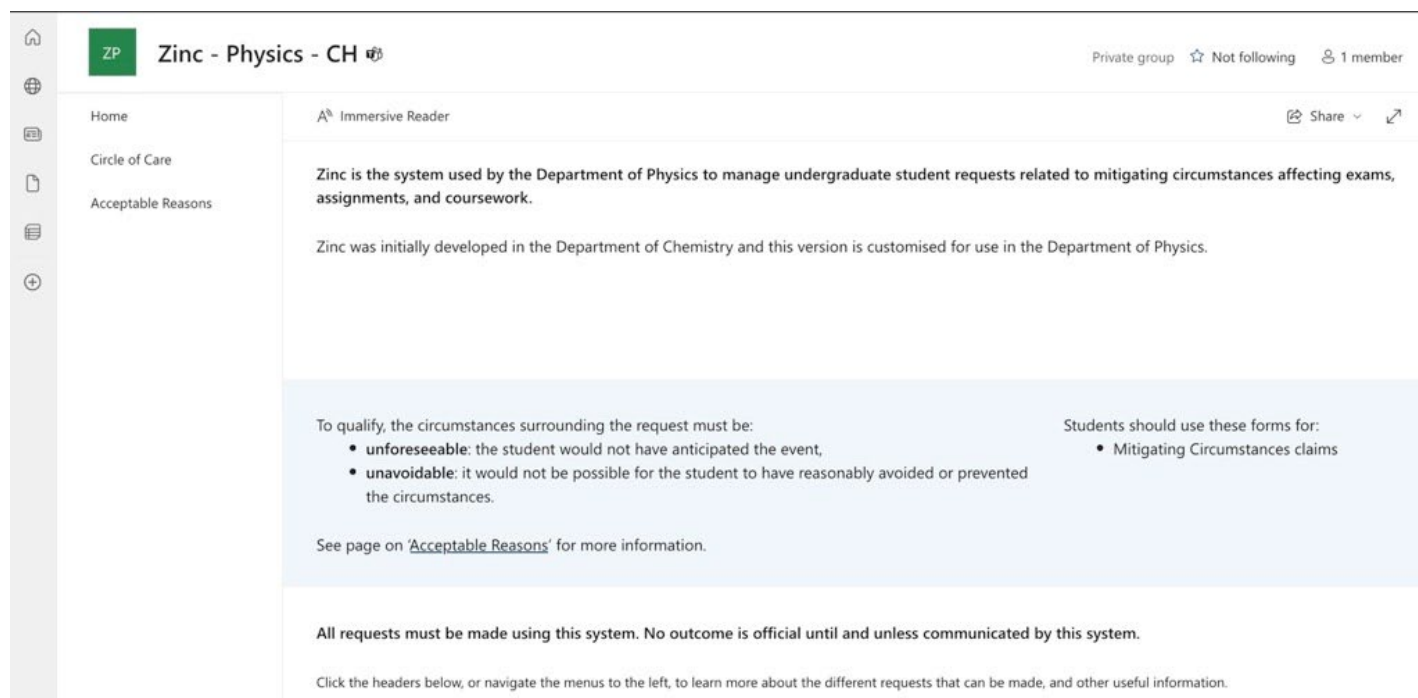 ZP
Zinc - Physics - CH
Private group
Not following
1 member
Home
Circle of Care
Acceptable Reasons
Immersive Reader
Share
Zinc is the system used by the Department of Physics to manage undergraduate student requests related to mitigating circumstances affecting exams,
assignments, and coursework.
Zinc was initially developed in the Department of Chemistry and this version is customised for use in the Department of Physics.
To qualify, the circumstances surrounding the request must be:
• unforeseeable: the student would not have anticipated the event,
• unavoidable: it would not be possible for the student to have reasonably avoided or prevented
the circumstances.
See page on 'Acceptable Reasons' for more information.
Students should use these forms for:
• Mitigating Circumstances claims
All requests must be made using this system. No outcome is official until and unless communicated by this system.
Click the headers below, or navigate the menus to the left, to learn more about the different requests that can be made, and other useful information.